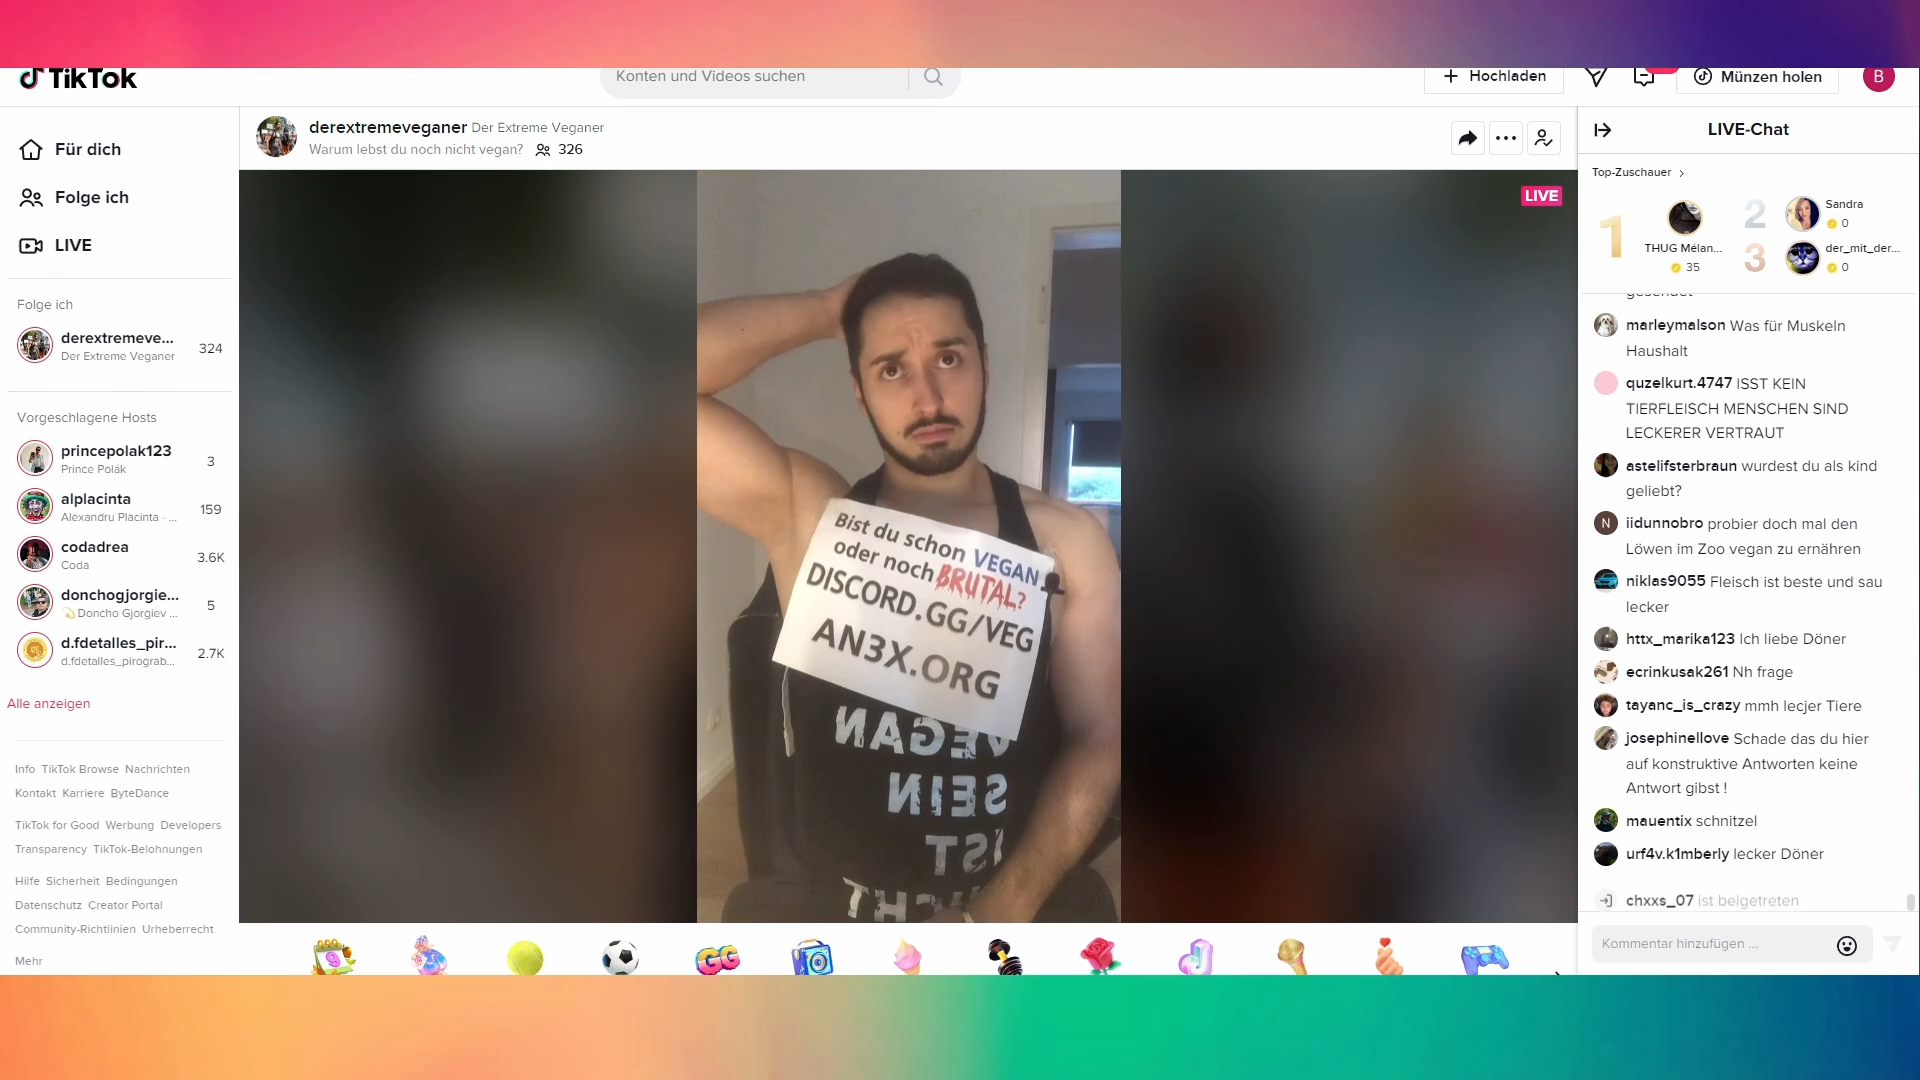 TikTok
Konten und Videos suchen
Hochladen
Münzen holen
B
Für dich
Folge ich
LIVE
Folge ich
derextremeve...
Der Extreme Veganer
324
Vorgeschlagene Hosts
princepolak123
Prince Polák
3
alplacinta
Alexandru Placinta - ...
159
codadrea
Coda
3.6K
donchogjorgie...
Doncho Gjorgiev ...
5
d.fdetalles_pir...
d.fdetalles_pirograb...
2.7K
Alle anzeigen
Info TikTok Browse Nachrichten
Kontakt Karriere ByteDance
TikTok for Good Werbung Developers
Transparency TikTok-Belohnungen
Hilfe Sicherheit Bedingungen
Datenschutz Creator Portal
Community-Richtlinien Urheberrecht
Mehr
derextremeveganer Der Extreme Veganer
Warum lebst du noch nicht vegan? 326
LIVE
Bist du schon VEGAN
oder noch BRUTAL?
DISCORD.GG/VEG
AN3X.ORG
VEGAN
SEIN
IST
GG
LIVE-Chat
Top-Zuschauer
1
THUG Mélan...
35
2
Sandra
0
3
der_mit_der...
0
gesendet
marleymalson Was für Muskeln
Haushalt
quzelkurt.4747 ISST KEIN
TIERFLEISCH MENSCHEN SIND
LECKERER VERTRAUT
astelifsterbraun wurdest du als kind
geliebt?
N
iidunnobro probier doch mal den
Löwen im Zoo vegan zu ernähren
niklas9055 Fleisch ist beste und sau
lecker
httx_marika123 Ich liebe Döner
ecrinkusak261 Nh frage
tayanc_is_crazy mmh lecjer Tiere
josephinellove Schade das du hier
auf konstruktive Antworten keine
Antwort gibst !
mauentix schnitzel
urf4v.k1mberly lecker Döner
chxxs_07 ist beigetreten
Kommentar hinzufügen ...